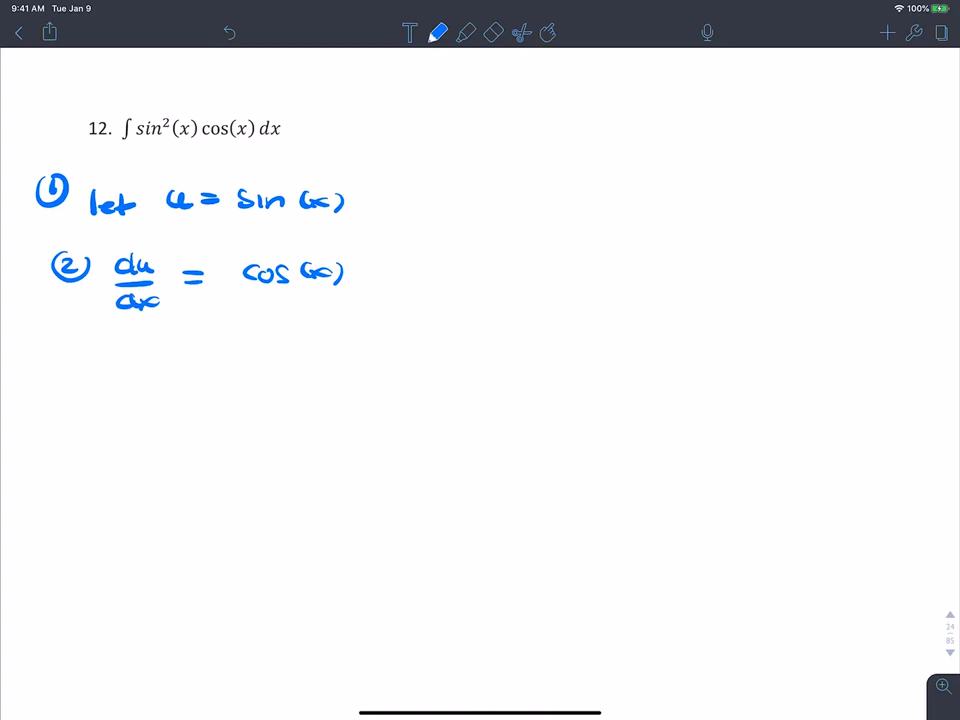 9:41 AM Tue Jan 9
100%
T
12. ∫ sin²(x) cos(x) dx
① let u = sin(x)
② du/dx = cos(x)
24
85